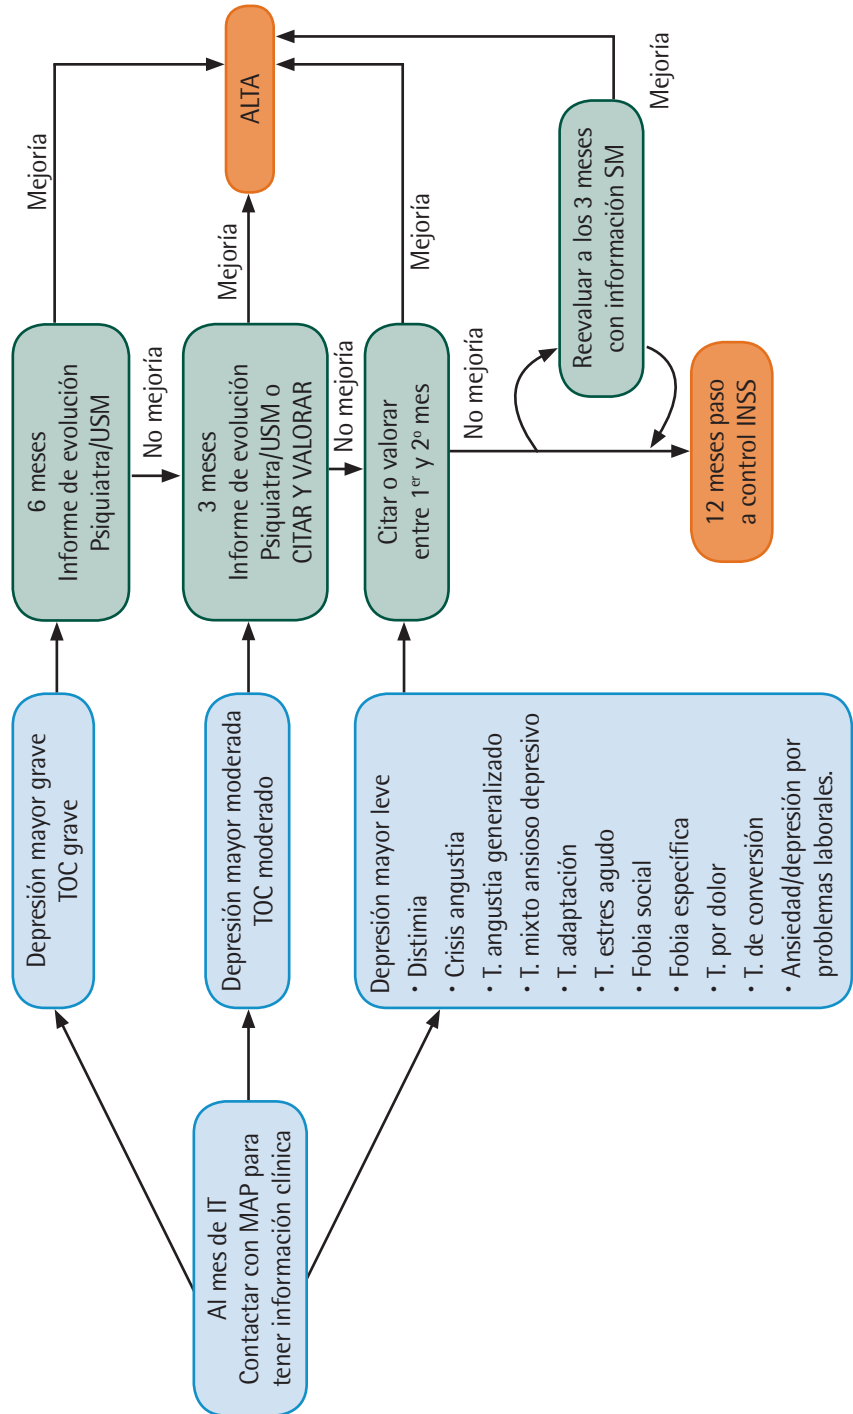 Al mes de IT
Contactar con MAP para
tener información clínica
Depresión mayor grave
TOC grave
Depresión mayor moderada
TOC moderado
Depresión mayor leve
· Distimia
· Crisis angustia
· T. angustia generalizado
· T. mixto ansioso depresivo
· T. adaptación
· T. estres agudo
· Fobia social
· Fobia específica
· T. por dolor
· T. de conversión
· Ansiedad/depresión por
problemas laborales.
6 meses
Informe de evolución
Psiquiatra/USM
Mejoría
No mejoría
3 meses
Informe de evolución
Psiquiatra/USM o
CITAR Y VALORAR
Mejoría
No mejoría
Citar o valorar
entre 1er y 2º mes
Mejoría
No mejoría
Reevaluar a los 3 meses
con información SM
Mejoría
12 meses paso
a control INSS
ALTA